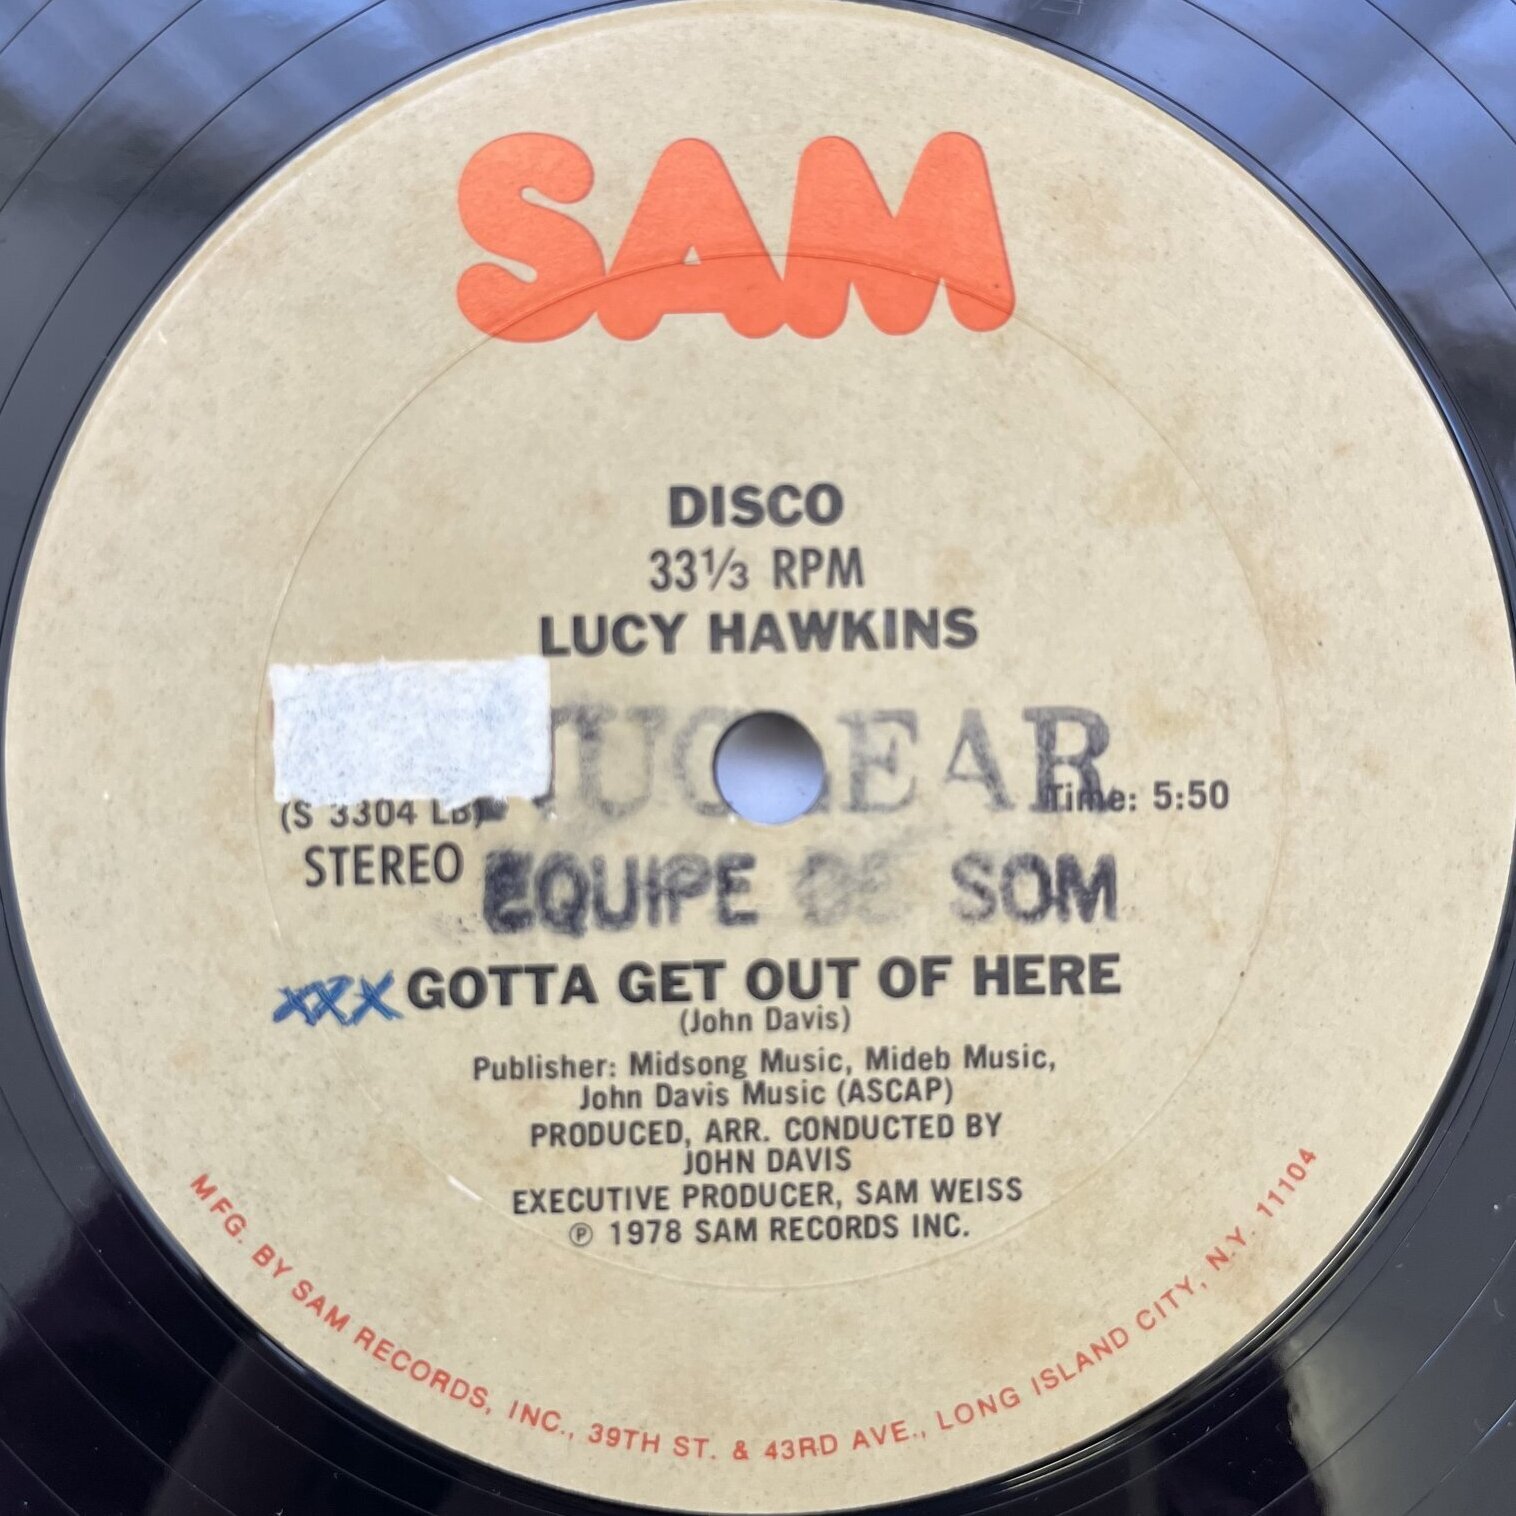 SAM
DISCO
33⅓ RPM
LUCY HAWKINS
NUCLEAR
(S 3304 LB)
Time: 5:50
STEREO
EQUIPE DE SOM
xxx GOTTA GET OUT OF HERE
(John Davis)
Publisher: Midsong Music, Mideb Music,
John Davis Music (ASCAP)
PRODUCED, ARR. CONDUCTED BY
JOHN DAVIS
EXECUTIVE PRODUCER, SAM WEISS
℗ 1978 SAM RECORDS INC.
MFG. BY SAM RECORDS, INC., 39TH ST. & 43RD AVE., LONG ISLAND CITY, N.Y. 11104